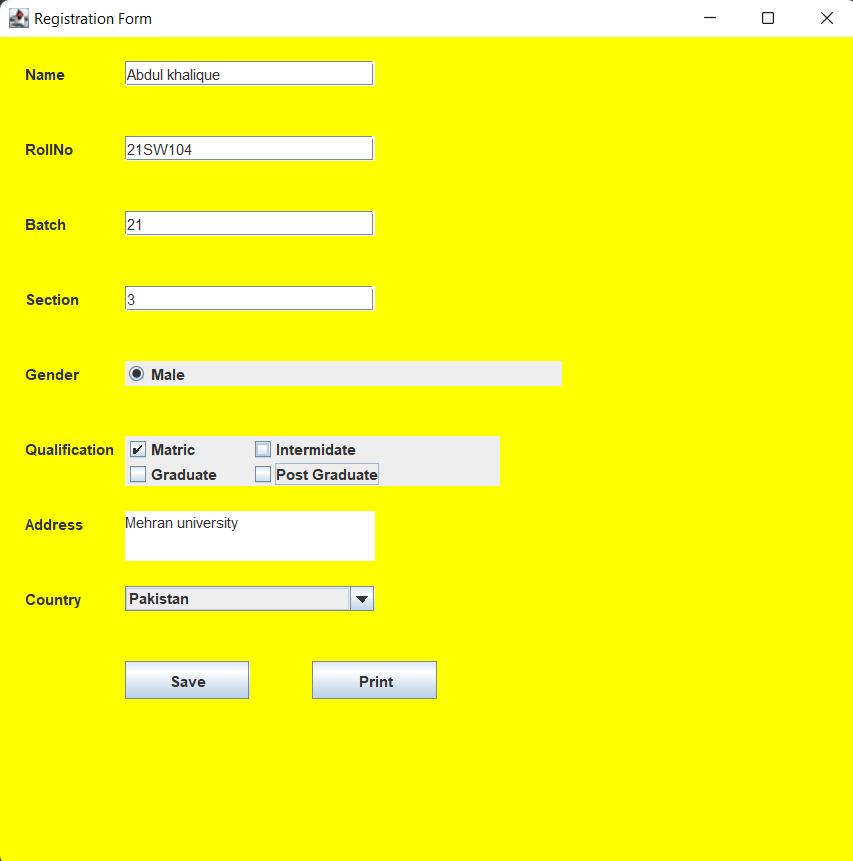 Registration Form
Name Abdul khalique
RollNo 21SW104
Batch 21
Section 3
Gender Male
Qualification Matric Intermidate
Graduate Post Graduate
Address Mehran university
Country Pakistan
Save Print